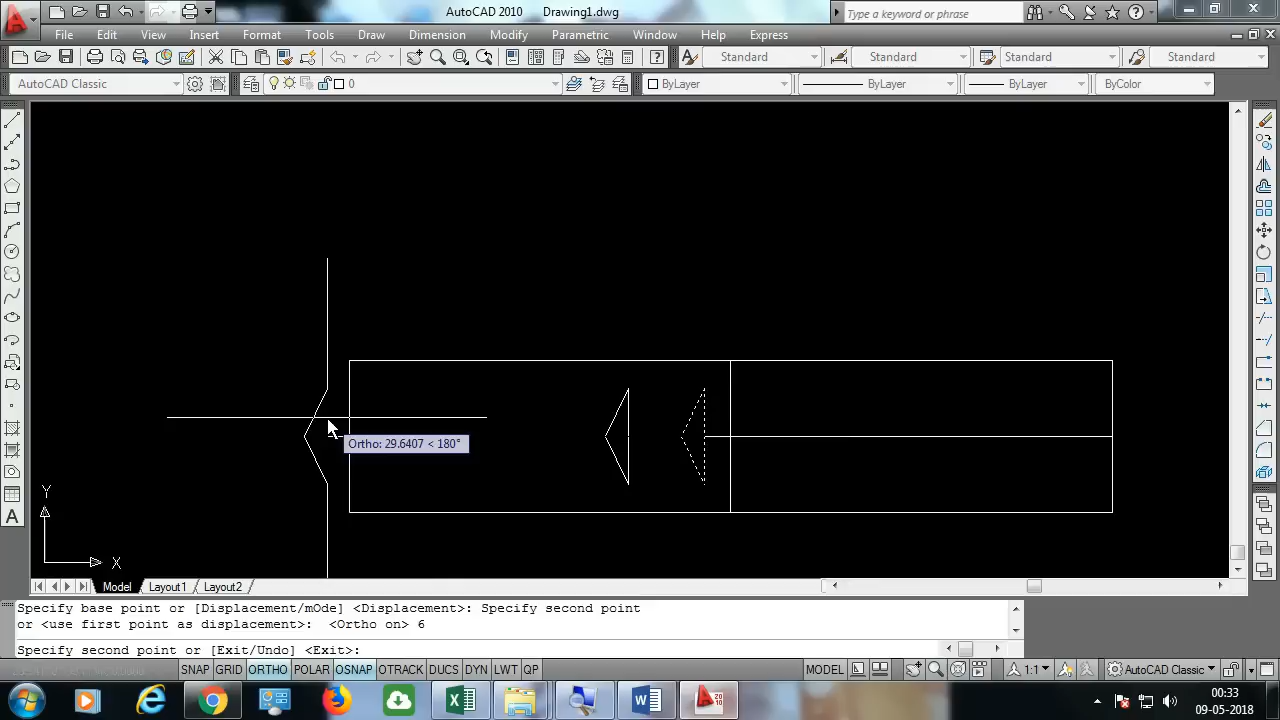 AutoCAD 2010 Drawing1.dwg Type a keyword or phrase
File Edit View Insert Format Tools Draw Dimension Modify Parametric Window Help Express
Standard Standard Standard Standard
AutoCAD Classic 0 ByLayer ByLayer ByLayer ByColor
Ortho: 29.6407 < 180°
Y
X
A
Model Layout1 Layout2
Specify base point or [Displacement/mOde] <Displacement>: Specify second point
or <use first point as displacement>: <Ortho on> 6
Specify second point or [Exit/Undo] <Exit>:
SNAP GRID ORTHO POLAR OSNAP OTRACK DUCS DYN LWT QP MODEL 1:1 AutoCAD Classic
00:33
09-05-2018